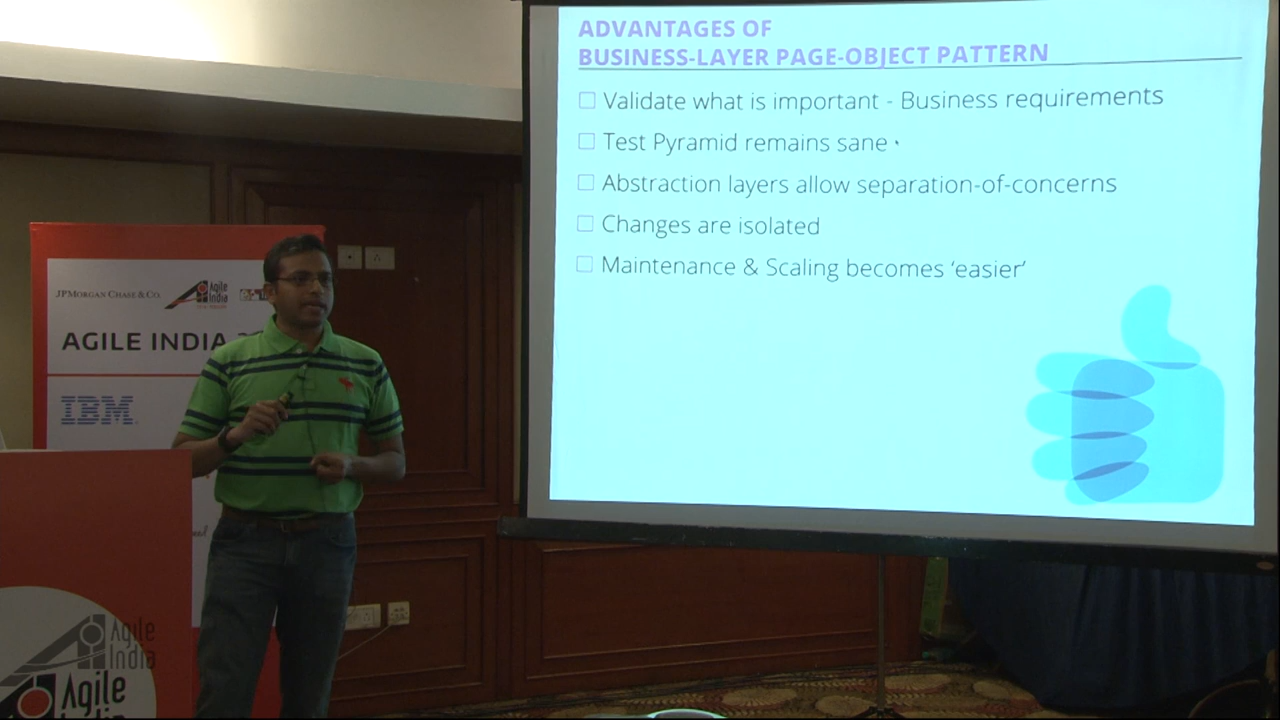 ADVANTAGES OF
BUSINESS-LAYER PAGE-OBJECT PATTERN
Validate what is important - Business requirements
Test Pyramid remains sane
Abstraction layers allow separation-of-concerns
Changes are isolated
Maintenance & Scaling becomes ‘easier’
JPMORGAN CHASE & CO.
Agile
India
AGILE INDIA
IBM
Agile
India
Agile
India